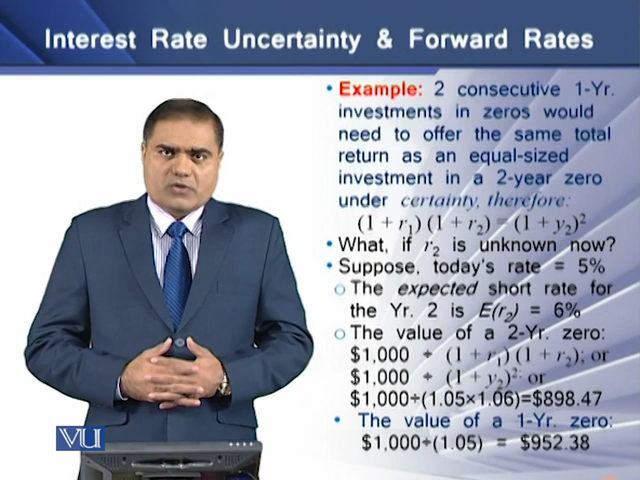 Interest Rate Uncertainty & Forward Rates
• Example: 2 consecutive 1-Yr.
investments in zeros would
need to offer the same total
return as an equal-sized
investment in a 2-year zero
under certainty, therefore:
(1 + r₁) (1 + r₂) = (1 + y₂)²
• What, if r₂ is unknown now?
• Suppose, today's rate = 5%
○ The expected short rate for
the Yr. 2 is E(r₂) = 6%
○ The value of a 2-Yr. zero:
$1,000 ÷ (1 + r₁) (1 + r₂); or
$1,000 ÷ (1 + y₂)²; or
$1,000÷(1.05×1.06)=$898.47
• The value of a 1-Yr. zero:
$1,000÷(1.05) = $952.38
VU